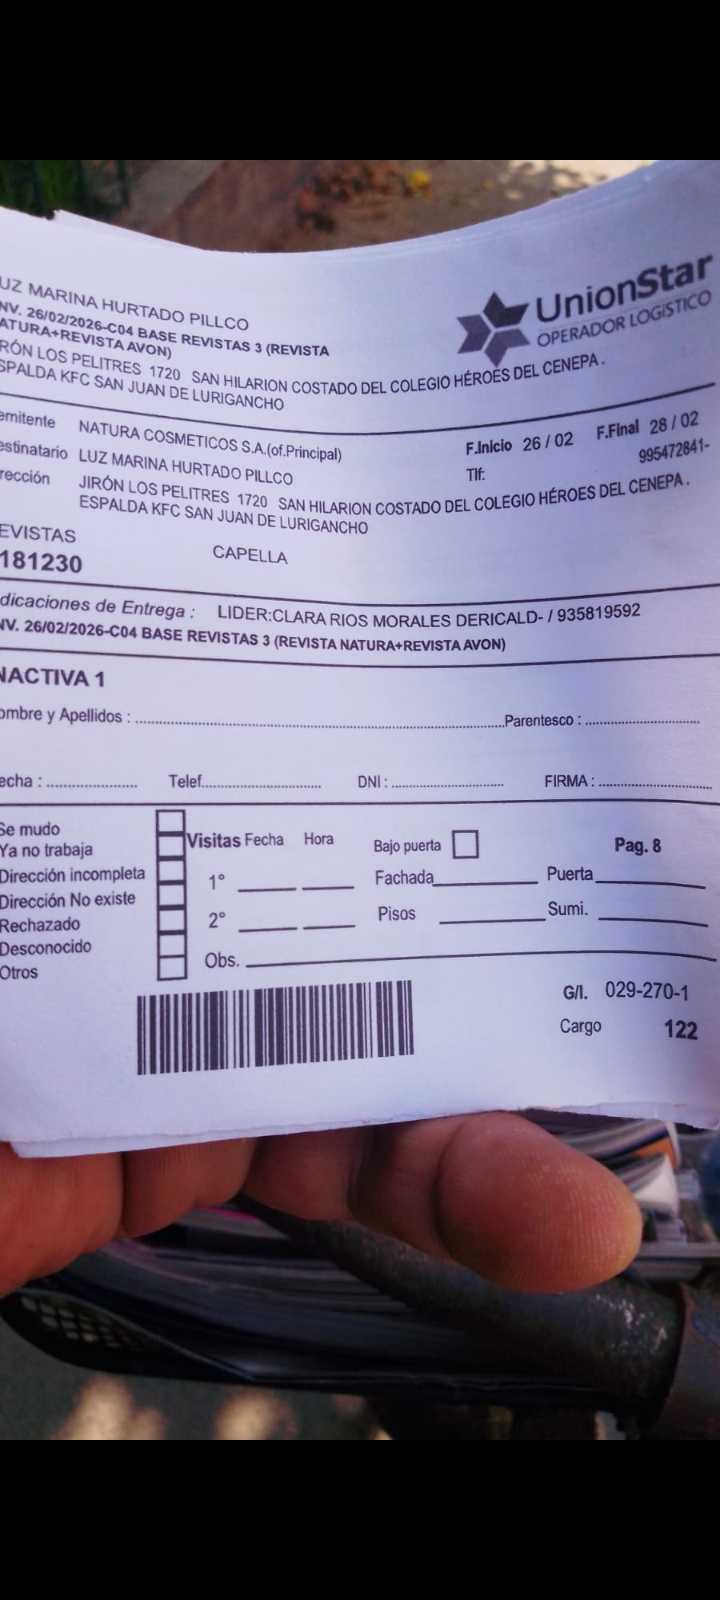 UZ MARINA HURTADO PILLCO
NV. 26/02/2026-C04 BASE REVISTAS 3 (REVISTA
ATURA+REVISTA AVON)
RÓN LOS PELITRES 1720 SAN HILARION COSTADO DEL COLEGIO HÉROES DEL CENEPA .
SPALDA KFC SAN JUAN DE LURIGANCHO
UnionStar
OPERADOR LOGÍSTICO
emitente NATURA COSMETICOS S.A.(of.Principal) F.Inicio 26 / 02 F.Final 28 / 02
estinatario LUZ MARINA HURTADO PILLCO Tlf: 995472841-
rección JIRÓN LOS PELITRES 1720 SAN HILARION COSTADO DEL COLEGIO HÉROES DEL CENEPA .
ESPALDA KFC SAN JUAN DE LURIGANCHO
EVISTAS
181230 CAPELLA
dicaciones de Entrega : LIDER:CLARA RIOS MORALES DERICALD- / 935819592
NV. 26/02/2026-C04 BASE REVISTAS 3 (REVISTA NATURA+REVISTA AVON)
NACTIVA 1
ombre y Apellidos : Parentesco :
echa : Telef. DNI : FIRMA :
Se mudo
Ya no trabaja
Dirección incompleta
Dirección No existe
Rechazado
Desconocido
Otros
Visitas Fecha Hora Bajo puerta Pag. 8
1° Fachada Puerta
2° Pisos Sumi.
Obs.
G/I. 029-270-1
Cargo 122